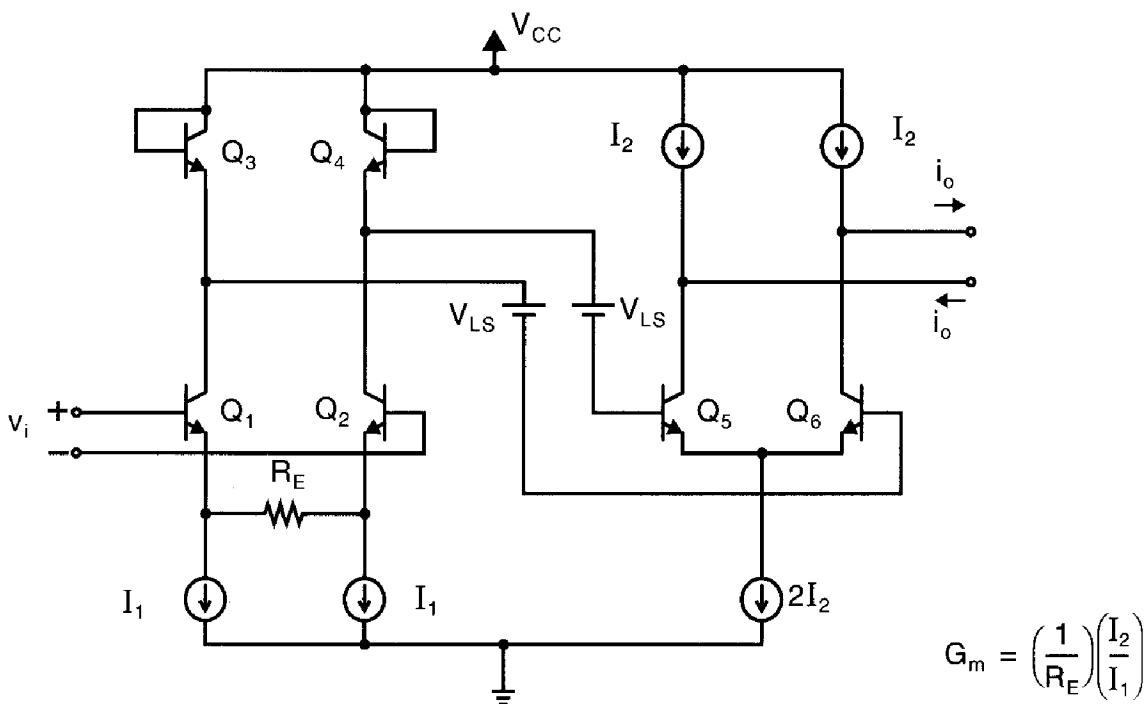 V_CC
I_2
I_2
Q_3
Q_4
i_o
i_o
V_LS
V_LS
v_i
+
−
Q_1
Q_2
Q_5
Q_6
R_E
I_1
I_1
2I_2
G_m = (1/R_E)(I_2/I_1)